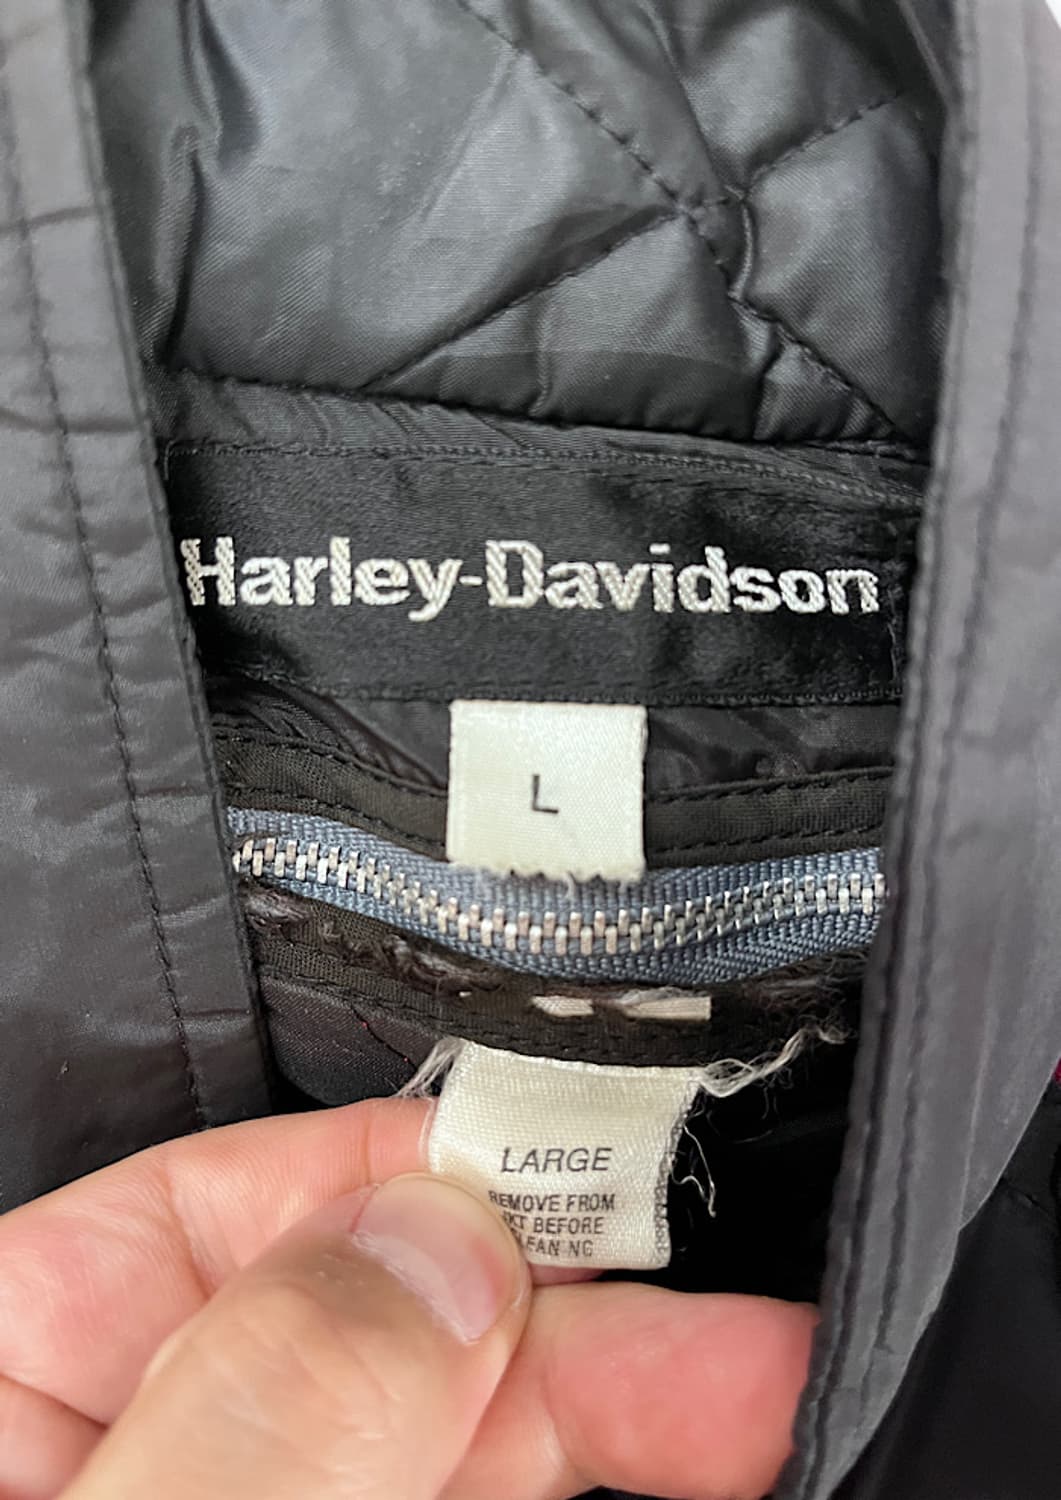 Harley-Davidson
L
LARGE
REMOVE FROM
BEFORE